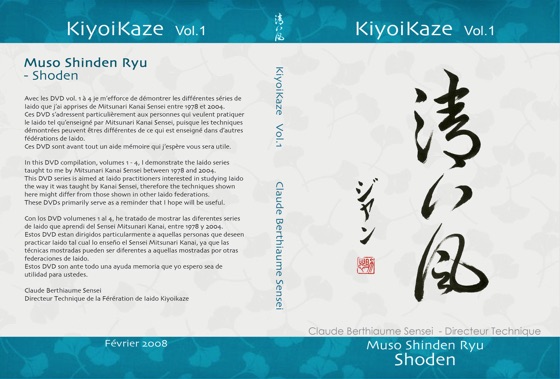 KiyoiKaze Vol.1
Muso Shinden Ryu
- Shoden
Avec les DVD vol. 1 à 4 je m'efforce de démontrer les différentes séries de
Iaido que j'ai apprises de Mitsunari Kanai Sensei entre 1978 et 2004.
Ces DVD s'adressent particulièrement aux personnes qui veulent pratiquer
le Iaido tel qu'enseigné par Mitsunari Kanai Sensei, puisque les techniques
démontrées peuvent êtres différentes de ce qui est enseigné dans d'autres
fédérations de Iaido.
Ces DVD sont avant tout un aide mémoire qui j'espère vous sera utile.
In this DVD compilation, volumes 1 - 4, I demonstrate the Iaido series
taught to me by Mitsunari Kanai Sensei between 1978 and 2004.
This DVD series is aimed at Iaido practitioners interested in studying Iaido
the way it was taught by Kanai Sensei, therefore the techniques shown
here might differ from those shown in other Iaido federations.
These DVDs primarily serve as a reminder that I hope will be useful.
Con los DVD volumenes 1 al 4, he tratado de mostrar las diferentes series
de Iaido que aprendi del Sensei Mitsunari Kanai, entre 1978 y 2004.
Estos DVD estan dirigidos particularmente a aquellas personas que deseen
practicar Iaido tal cual lo enseño el Sensei Mitsunari Kanai, ya que las
técnicas mostradas pueden ser diferentes a aquellas mostradas por otras
federaciones de Iaido.
Estos DVD son ante todo una ayuda memoria que yo espero sea de
utilidad para ustedes.
Claude Berthiaume Sensei
Directeur Technique de la Férération de Iaido Kiyoikaze
Février 2008
清い風
KiyoiKaze Vol.1
Claude Berthiaume Sensei
KiyoiKaze Vol.1
清い風
ジャン
Claude Berthiaume Sensei - Directeur Technique
Muso Shinden Ryu
Shoden